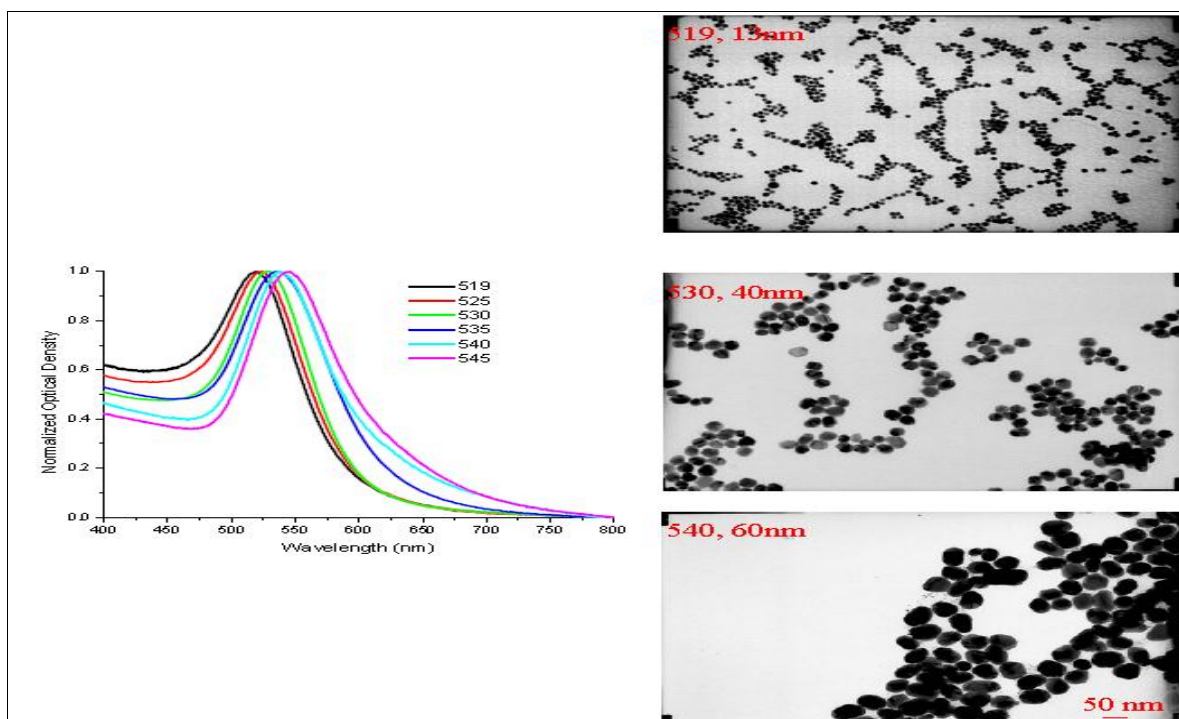 519, 13nm
530, 40nm
540, 60nm
50 nm
Normalized Optical Density
1.0
0.8
0.6
0.4
0.2
0.0
400 450 500 550 600 650 700 750 800
Wavelength (nm)
519
525
530
535
540
545